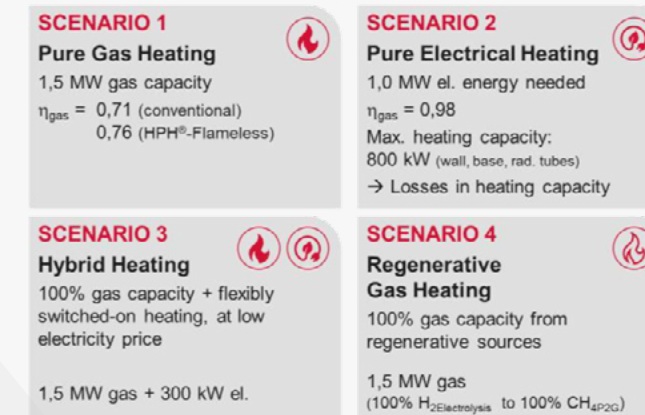 SCENARIO 1
Pure Gas Heating
1,5 MW gas capacity
ηgas = 0,71 (conventional)
0,76 (HPH®-Flameless)
SCENARIO 2
Pure Electrical Heating
1,0 MW el. energy needed
ηgas = 0,98
Max. heating capacity:
800 kW (wall, base, rad. tubes)
→ Losses in heating capacity
SCENARIO 3
Hybrid Heating
100% gas capacity + flexibly
switched-on heating, at low
electricity price
1,5 MW gas + 300 kW el.
SCENARIO 4
Regenerative
Gas Heating
100% gas capacity from
regenerative sources
1,5 MW gas
(100% H2Electrolysis to 100% CH4P2G)